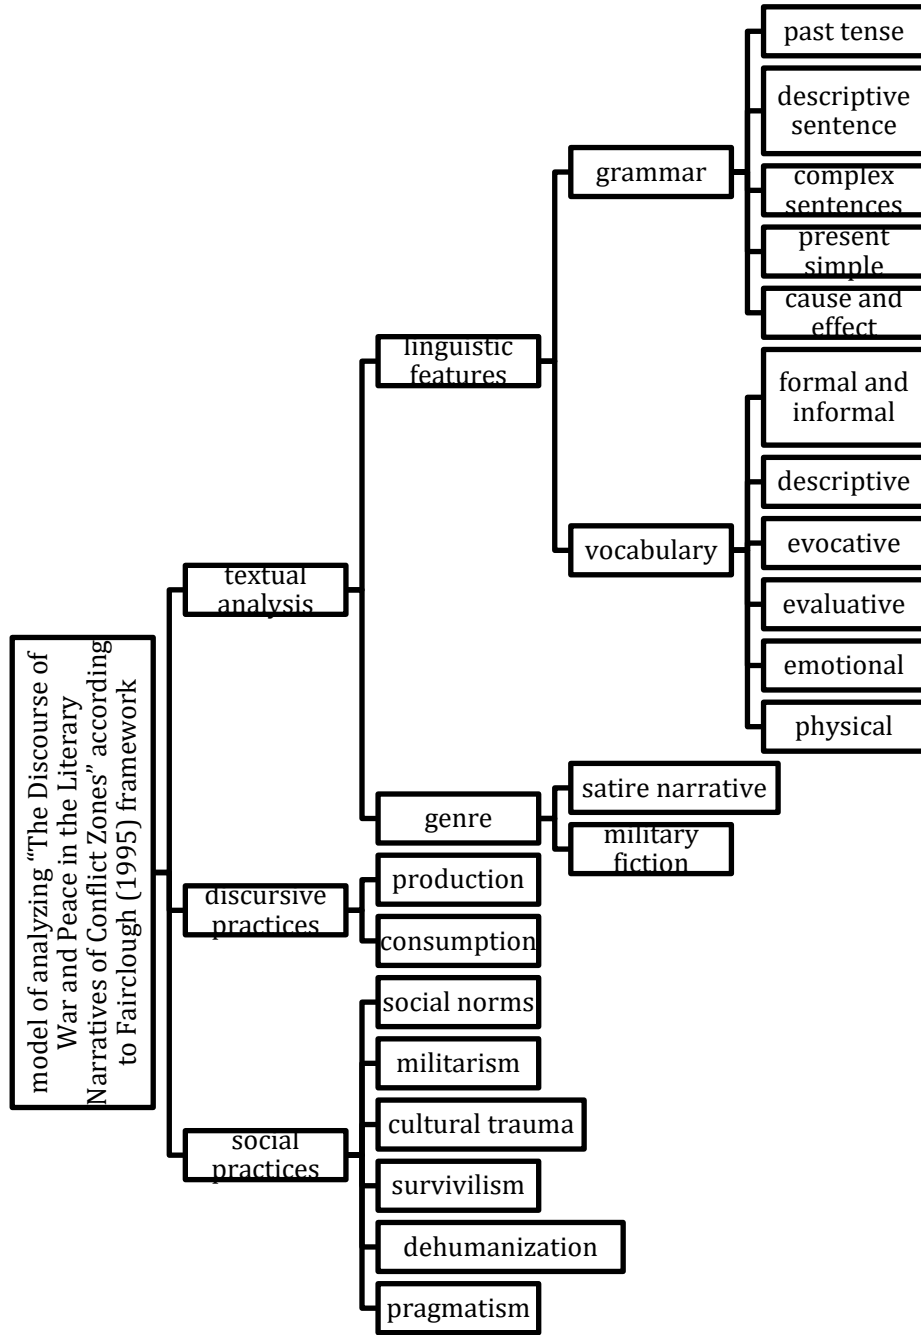 model of analyzing “The Discourse of
War and Peace in the Literary
Narratives of Conflict Zones” according
to Fairclough (1995) framework
textual
analysis
linguistic
features
grammar
past tense
descriptive
sentence
complex
sentences
present
simple
cause and
effect
vocabulary
formal and
informal
descriptive
evocative
evaluative
emotional
physical
genre
satire narrative
military
fiction
discursive
practices
production
consumption
social
practices
social norms
militarism
cultural trauma
survivilism
dehumanization
pragmatism